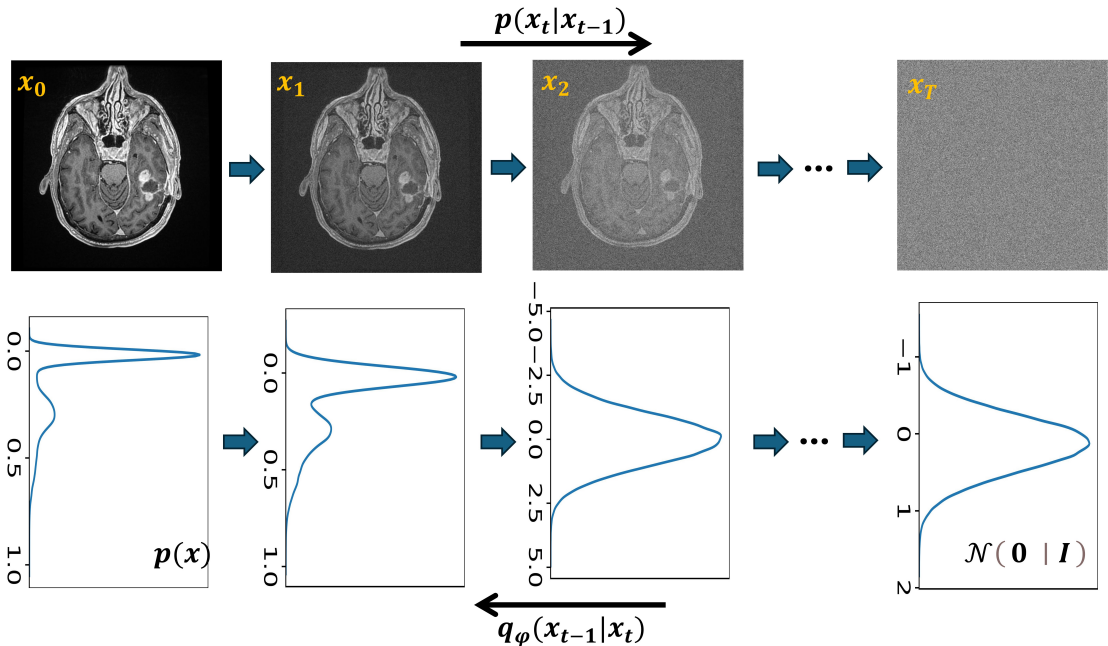 p(x_t|x_{t−1})
x_0
x_1
x_2
x_T
...
0.0
0.5
1.0
p(x)
0.0
0.5
1.0
−5.0
−2.5
0.0
2.5
5.0
...
−1
0
1
2
𝒩(0 | I)
q_φ(x_{t−1}|x_t)